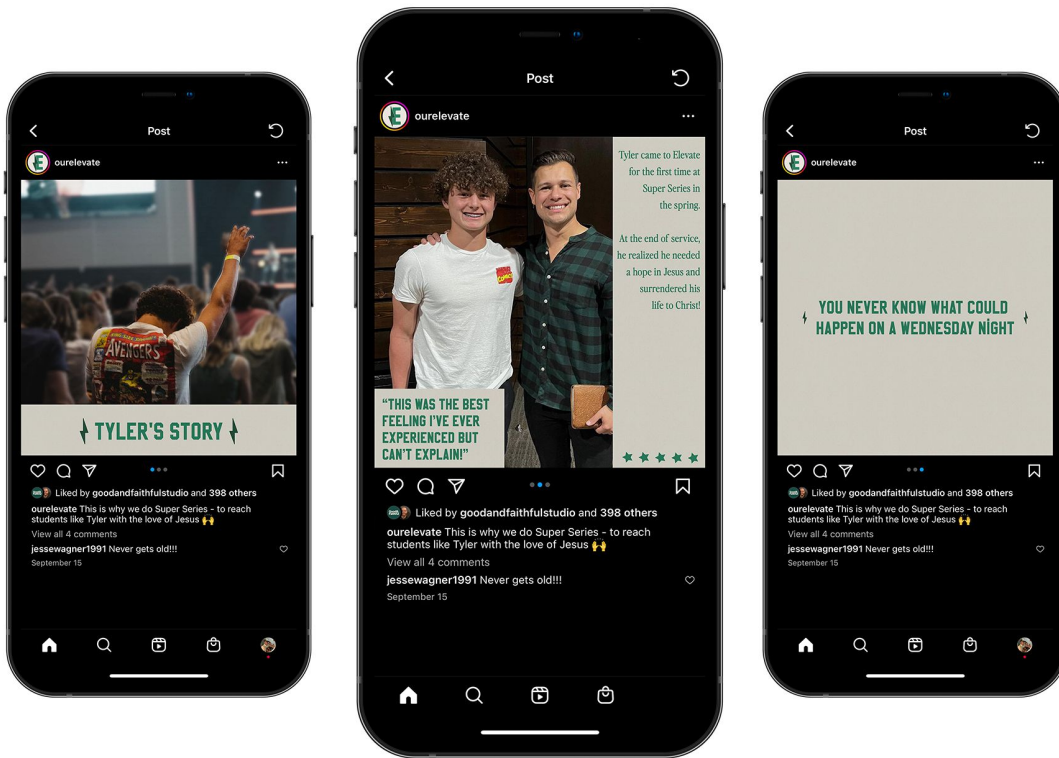 Post
ourelevate
AVENGERS
TYLER'S STORY
Liked by goodandfaithfulstudio and 398 others
ourelevate This is why we do Super Series - to reach
students like Tyler with the love of Jesus 🙌
View all 4 comments
jessewagner1991 Never gets old!!!
September 15
Post
E
ourelevate
Tyler came to Elevate
for the first time at
Super Series in
the spring.
At the end of service,
he realized he needed
a hope in Jesus and
surrendered his
life to Christ!
“THIS WAS THE BEST
FEELING I’VE EVER
EXPERIENCED BUT
CAN’T EXPLAIN!”
Liked by goodandfaithfulstudio and 398 others
ourelevate This is why we do Super Series - to reach
students like Tyler with the love of Jesus 🙌
View all 4 comments
jessewagner1991 Never gets old!!!
September 15
Post
ourelevate
YOU NEVER KNOW WHAT COULD
HAPPEN ON A WEDNESDAY NIGHT
Liked by goodandfaithfulstudio and 398 others
ourelevate This is why we do Super Series - to reach
students like Tyler with the love of Jesus 🙌
View all 4 comments
jessewagner1991 Never gets old!!!
September 15